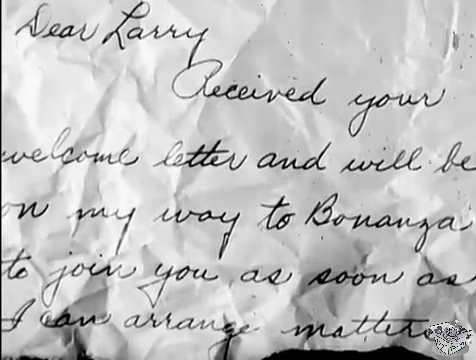 Dear Larry
Received your
welcome letter and will be
on my way to Bonanza
to join you as soon as
I can arrange matters